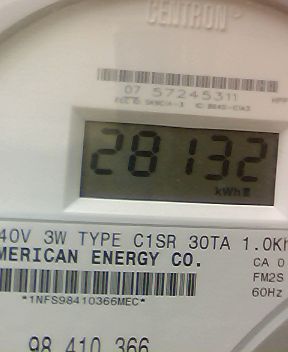 CENTRON®
07 57245311
28132
kWh
40V 3W TYPE C1SR 30TA 1.0Kh
MERICAN ENERGY CO.
CA 0
FM2S
60Hz
*1NFS98410366MEC*
98 410 366